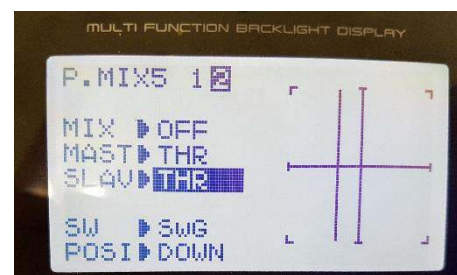 MULTI FUNCTION BACKLIGHT DISPLAY
P.MIX5 1 2
MIX ▶OFF
MAST▶THR
SLAV▶THR
SW ▶SWG
POSI▶DOWN